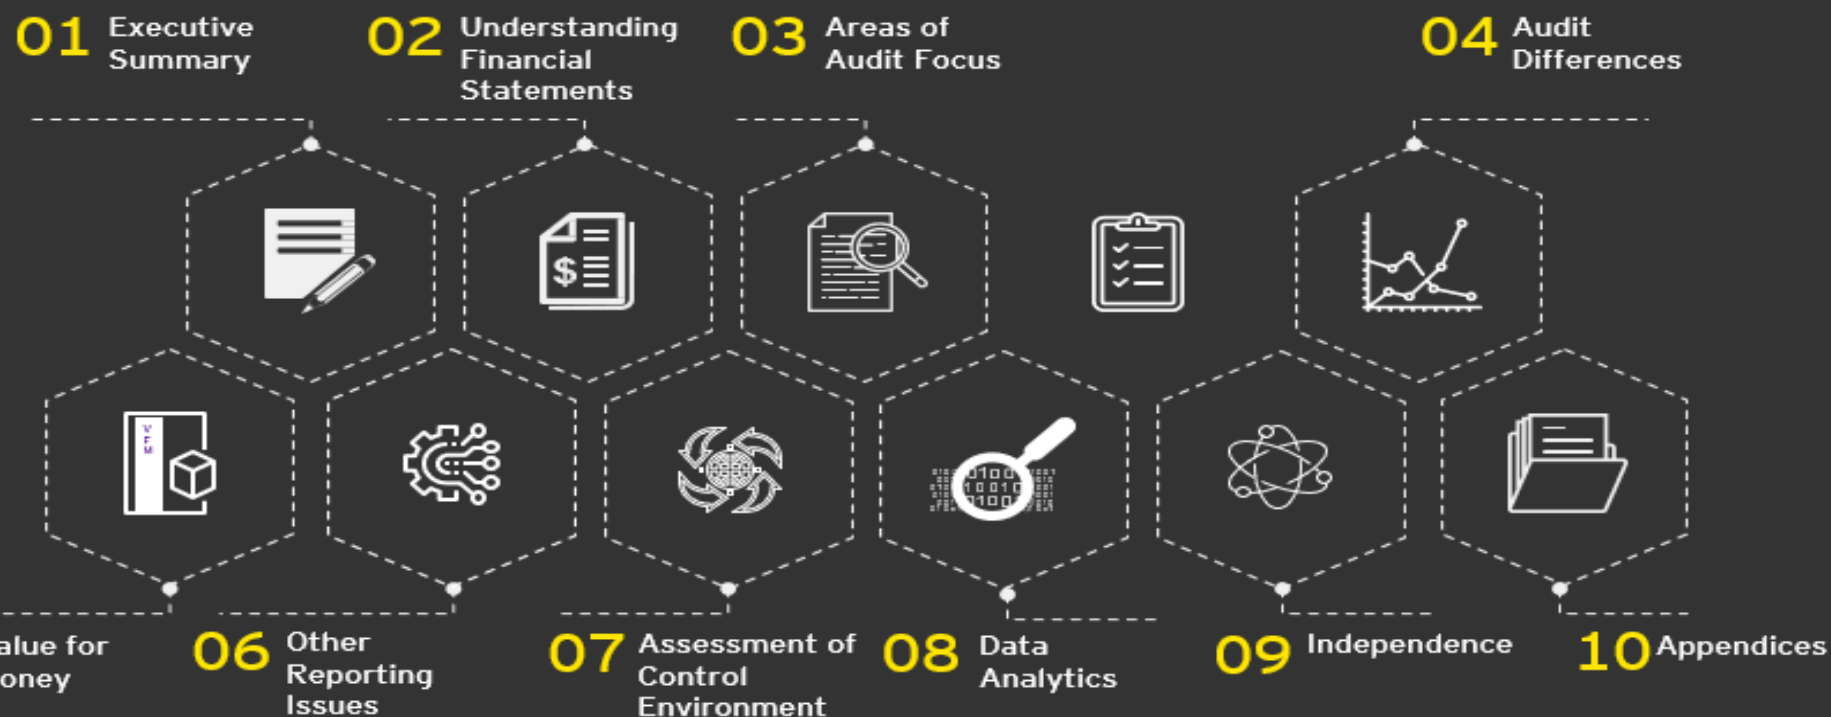 01 Executive
Summary
02 Understanding
Financial
Statements
03 Areas of
Audit Focus
04 Audit
Differences
$
V
F
M
alue for
oney
06 Other
Reporting
Issues
07 Assessment of
Control
Environment
08 Data
Analytics
09 Independence
10 Appendices